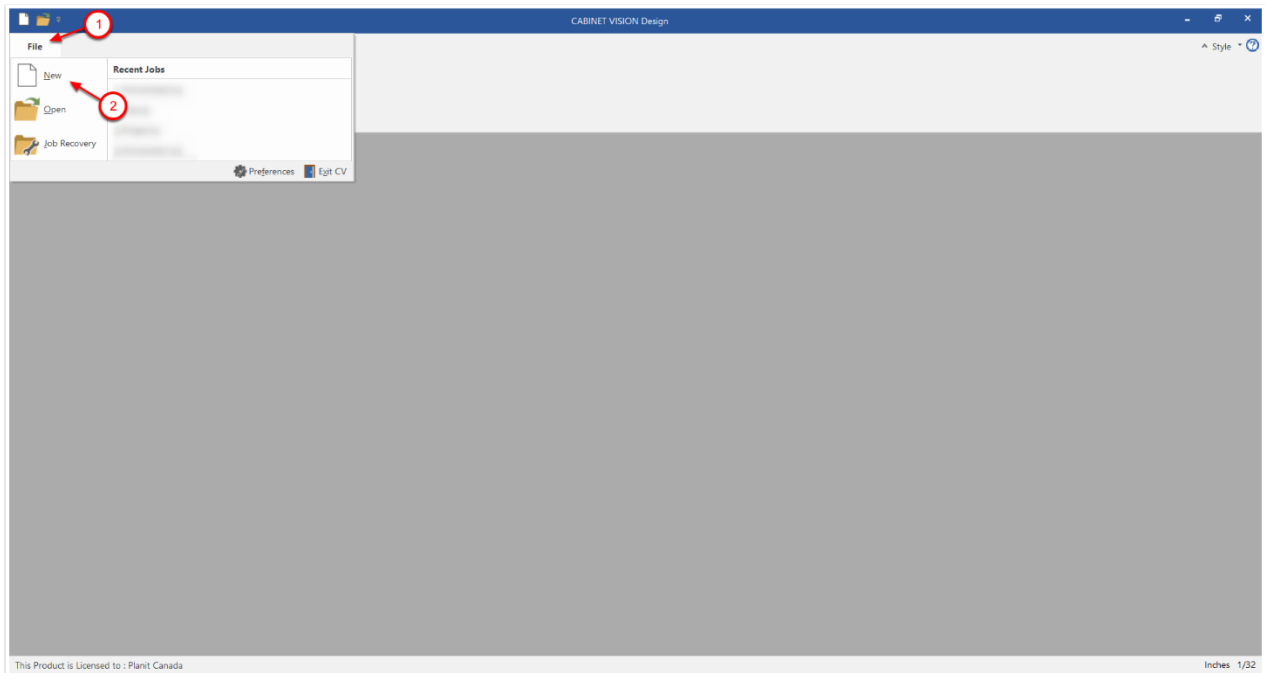 1
CABINET VISION Design
File
Style
New
Recent Jobs
2
Open
Job Recovery
Preferences
Exit CV
This Product is Licensed to : Planit Canada
Inches 1/32